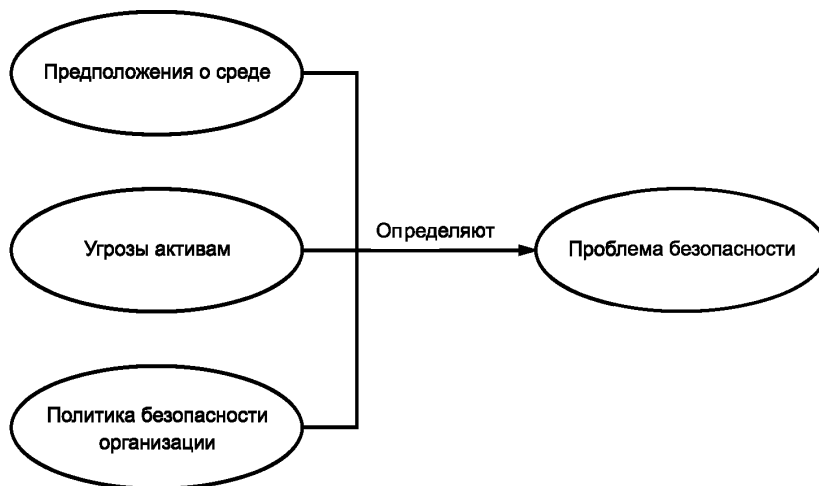 Предположения о среде
Угрозы активам
Определяют
Проблема безопасности
Политика безопасности
организации